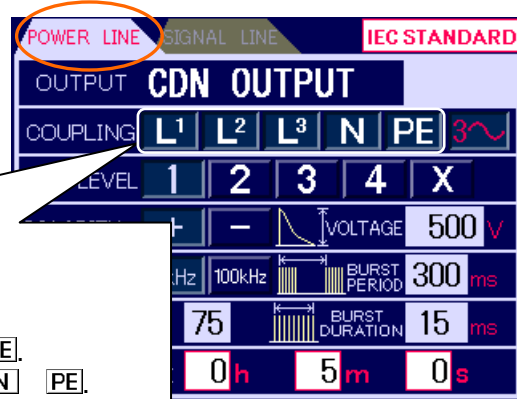 POWER LINE SIGNAL LINE IEC STANDARD
OUTPUT CDN OUTPUT
COUPLING L1 L2 L3 N PE 3
LEVEL 1 2 3 4 X
+ − VOLTAGE 500 V
kHz 100kHz BURST PERIOD 300 ms
75 BURST DURATION 15 ms
0 h 5 m 0 s
E.
N PE.